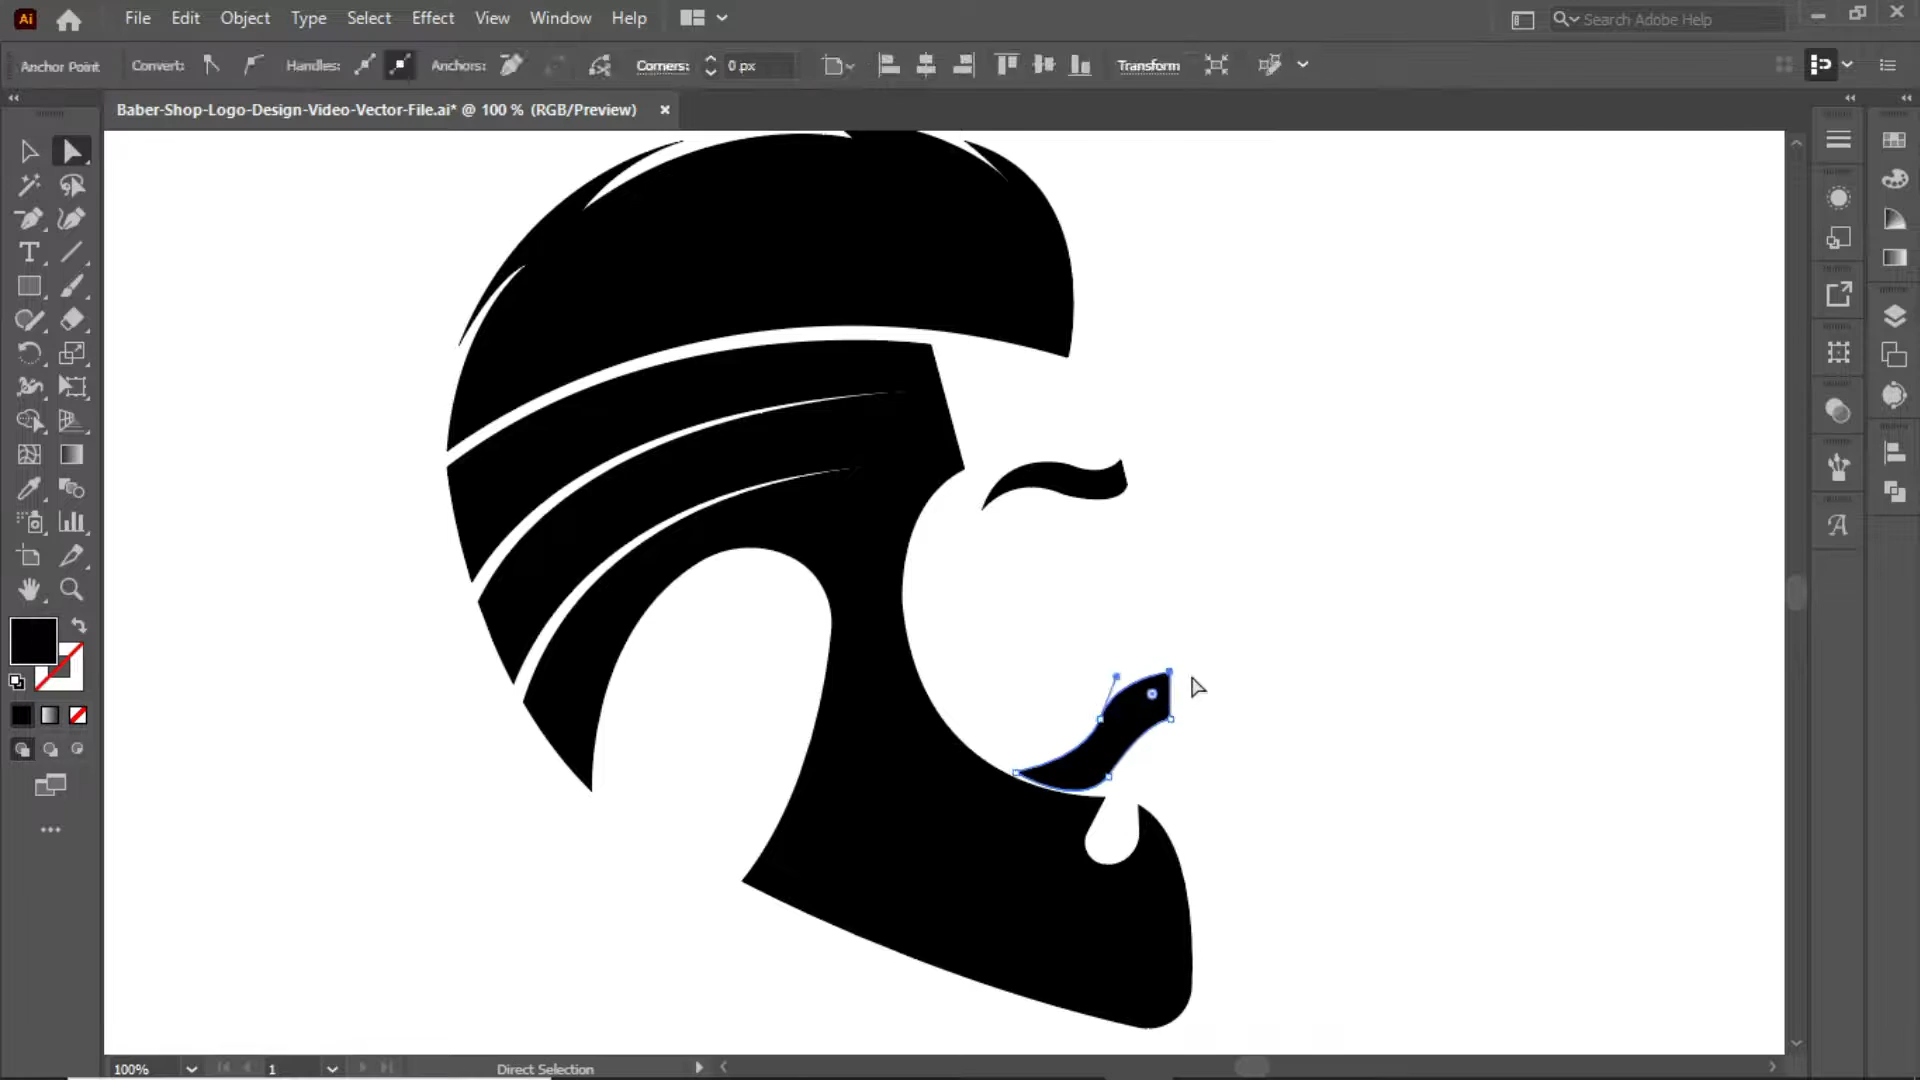 Ai File Edit Object Type Select Effect View Window Help Search Adobe Help
Anchor Point Convert: Handles: Anchors: Corners: 0 px Transform
Baber-Shop-Logo-Design-Video-Vector-File.ai* @ 100 % (RGB/Preview)
100% 1 Direct Selection